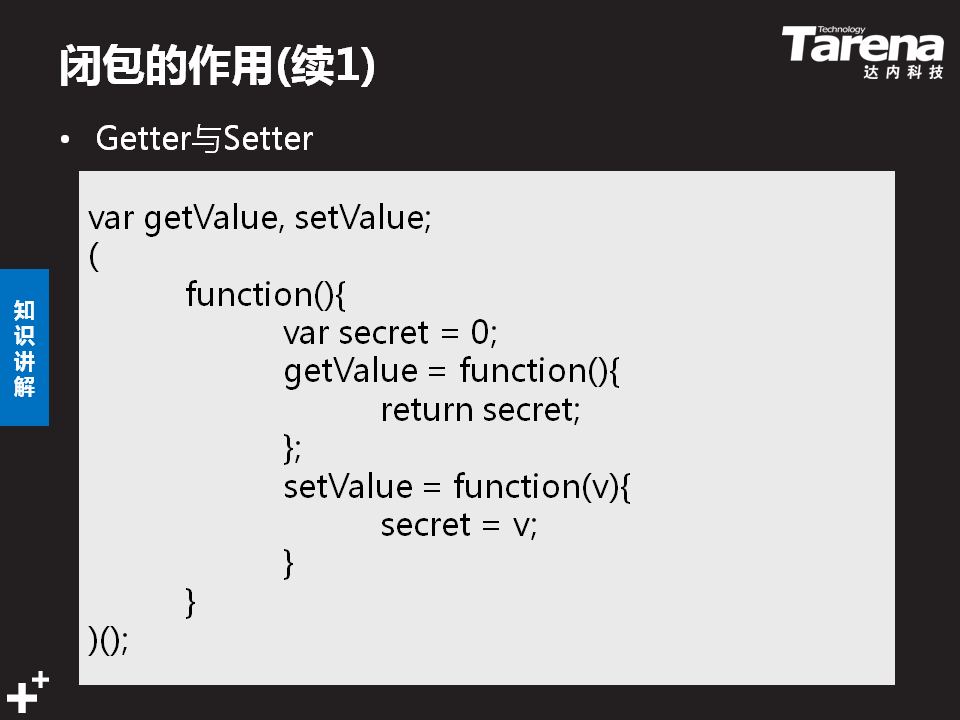 闭包的作用(续1)
Technology
Tarena
达内科技
• Getter与Setter
var getValue, setValue;
(
function(){
var secret = 0;
getValue = function(){
return secret;
};
setValue = function(v){
secret = v;
}
}
)();
知识讲解